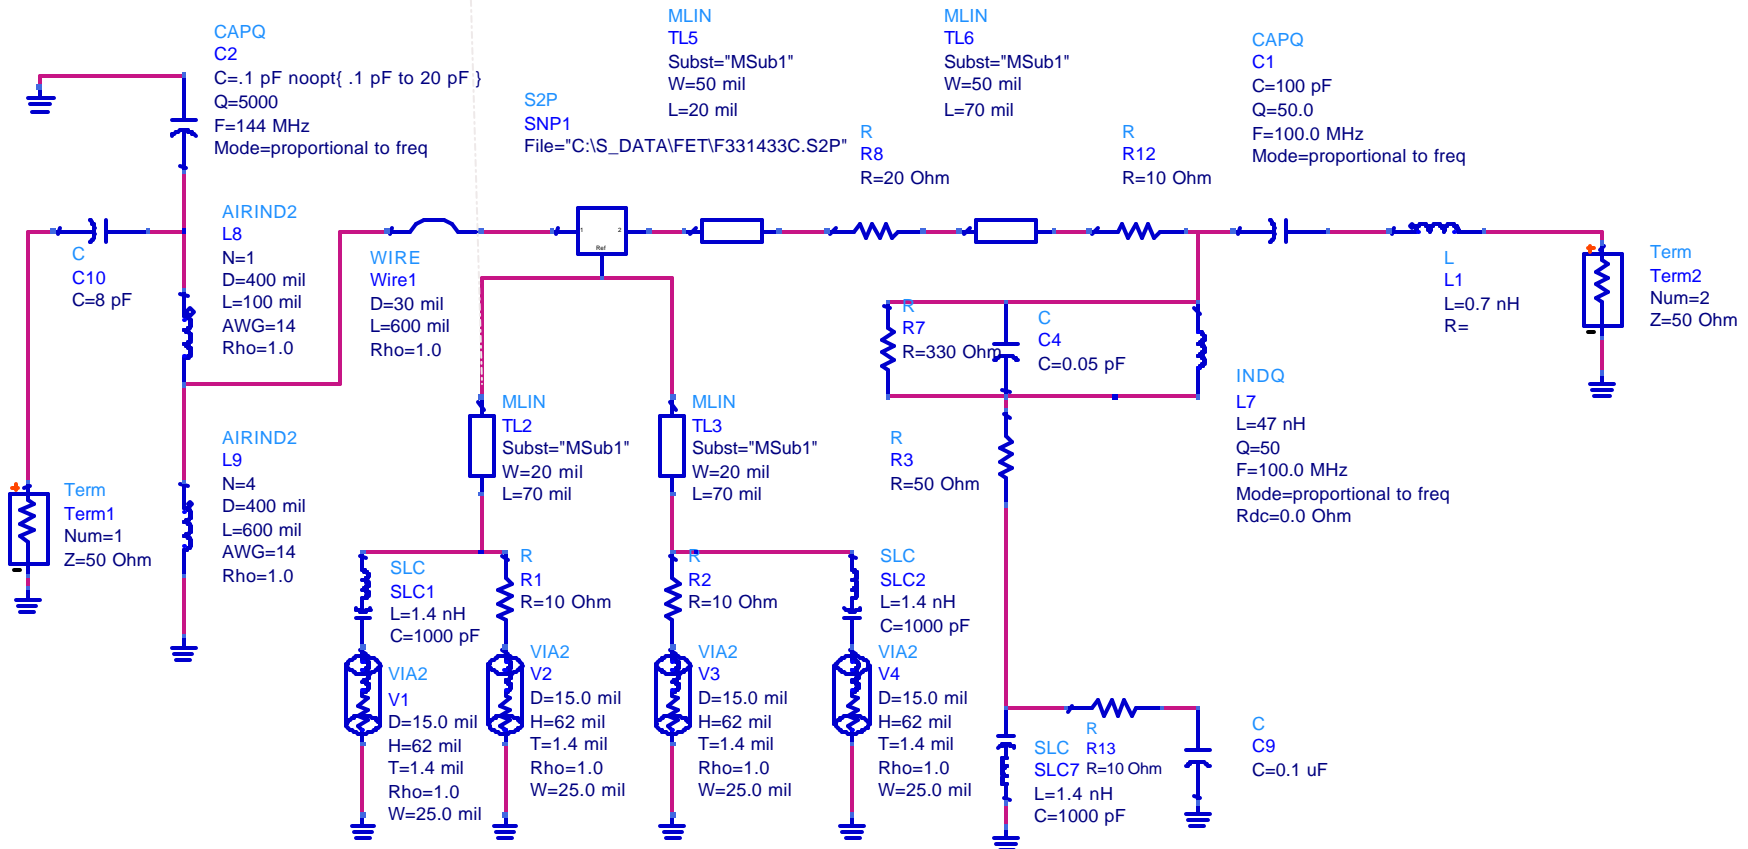 CAPQ
C2
C=.1 pF noopt{ .1 pF to 20 pF }
Q=5000
F=144 MHz
Mode=proportional to freq
S2P
SNP1
File="C:\S_DATA\FET\F331433C.S2P"
MLIN
TL5
Subst="MSub1"
W=50 mil
L=20 mil
MLIN
TL6
Subst="MSub1"
W=50 mil
L=70 mil
R
R8
R=20 Ohm
R
R12
R=10 Ohm
CAPQ
C1
C=100 pF
Q=50.0
F=100.0 MHz
Mode=proportional to freq
C
C10
C=8 pF
AIRIND2
L8
N=1
D=400 mil
L=100 mil
AWG=14
Rho=1.0
WIRE
Wire1
D=30 mil
L=600 mil
Rho=1.0
1
2
Ref
L
L1
L=0.7 nH
R=
Term
Term2
Num=2
Z=50 Ohm
R
R7
R=330 Ohm
C
C4
C=0.05 pF
INDQ
L7
L=47 nH
Q=50
F=100.0 MHz
Mode=proportional to freq
Rdc=0.0 Ohm
MLIN
TL2
Subst="MSub1"
W=20 mil
L=70 mil
MLIN
TL3
Subst="MSub1"
W=20 mil
L=70 mil
R
R3
R=50 Ohm
AIRIND2
L9
N=4
D=400 mil
L=600 mil
AWG=14
Rho=1.0
Term
Term1
Num=1
Z=50 Ohm
SLC
SLC1
L=1.4 nH
C=1000 pF
R
R1
R=10 Ohm
R
R2
R=10 Ohm
SLC
SLC2
L=1.4 nH
C=1000 pF
VIA2
V1
D=15.0 mil
H=62 mil
T=1.4 mil
Rho=1.0
W=25.0 mil
VIA2
V2
D=15.0 mil
H=62 mil
T=1.4 mil
Rho=1.0
W=25.0 mil
VIA2
V3
D=15.0 mil
H=62 mil
T=1.4 mil
Rho=1.0
W=25.0 mil
VIA2
V4
D=15.0 mil
H=62 mil
T=1.4 mil
Rho=1.0
W=25.0 mil
SLC
SLC7
L=1.4 nH
C=1000 pF
R
R13
R=10 Ohm
C
C9
C=0.1 uF